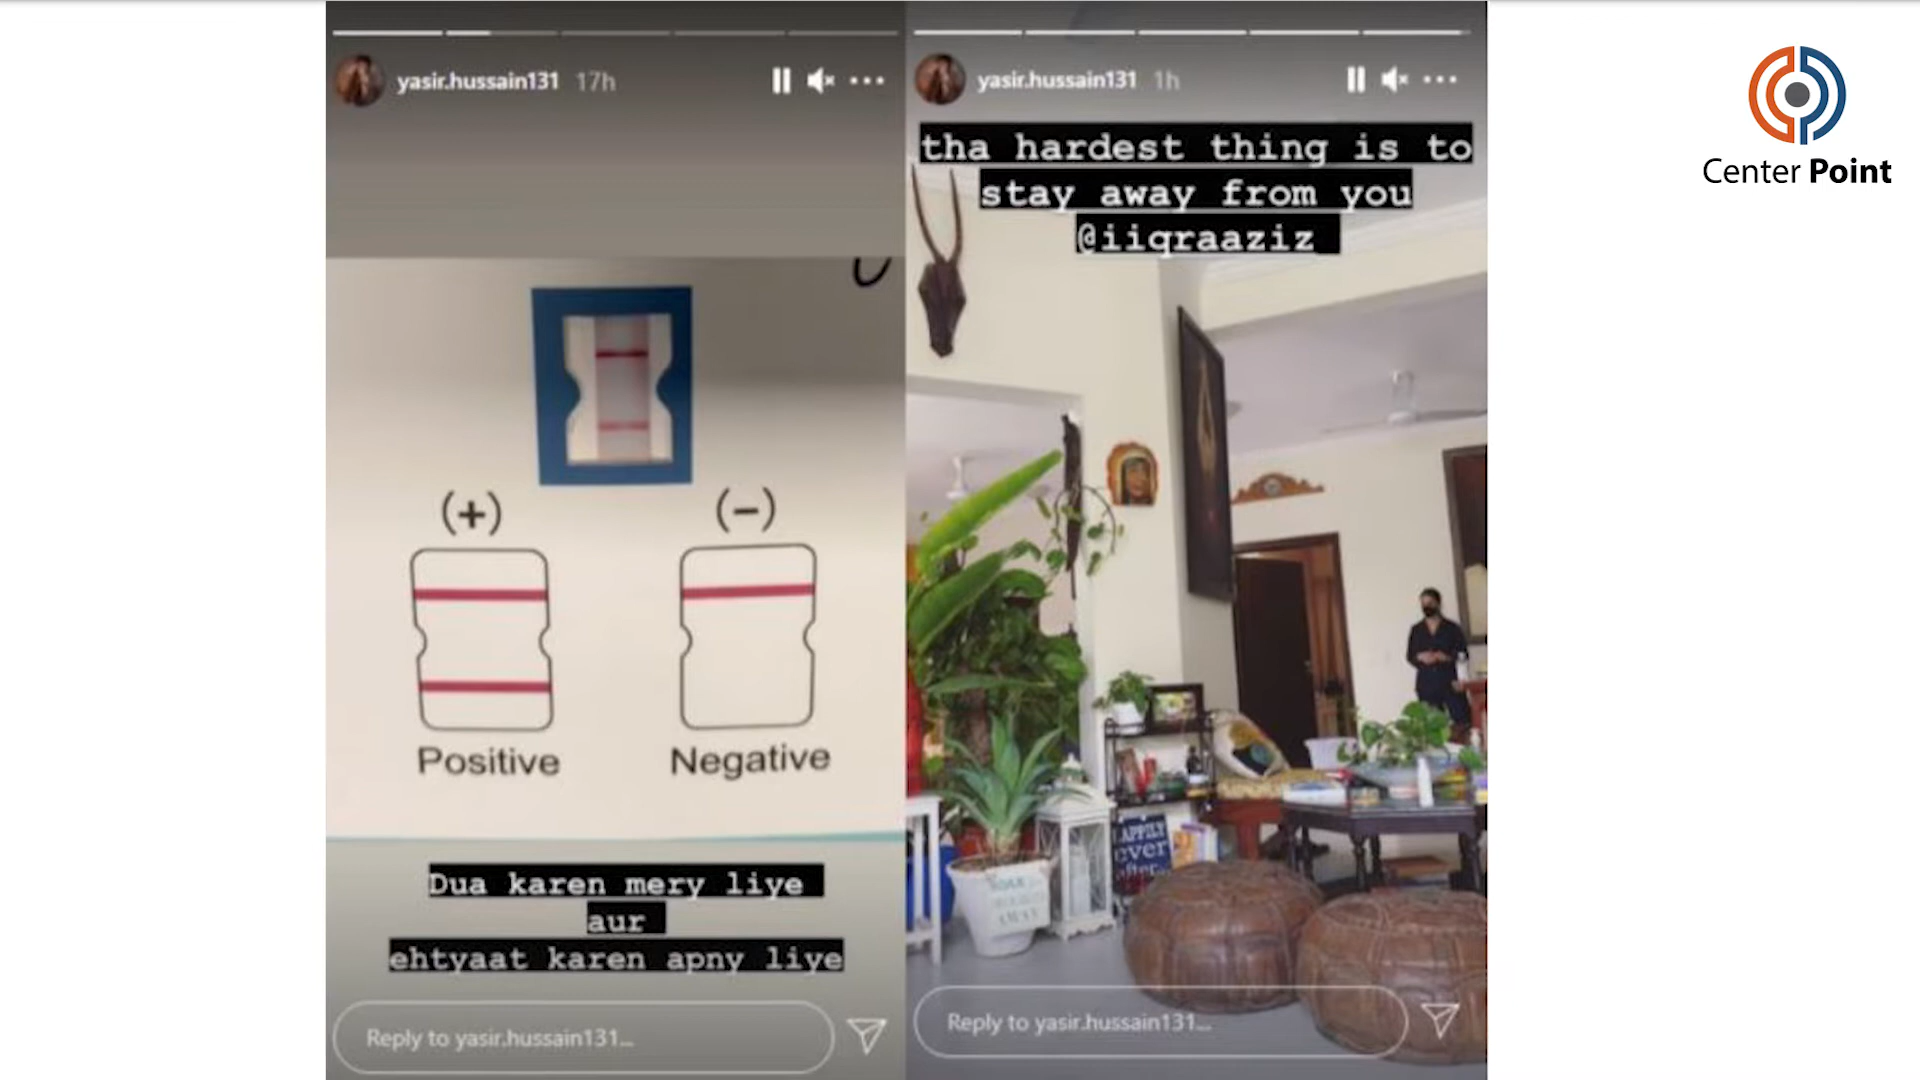 yasir.hussain131 17h
(+) (-)
Positive Negative
Dua karen mery liye
aur
ehtyaat karen apny liye
Reply to yasir.hussain131...
yasir.hussain131 1h
tha hardest thing is to
stay away from you
@iiqraaziz
ever
after..
Reply to yasir.hussain131...
Center Point